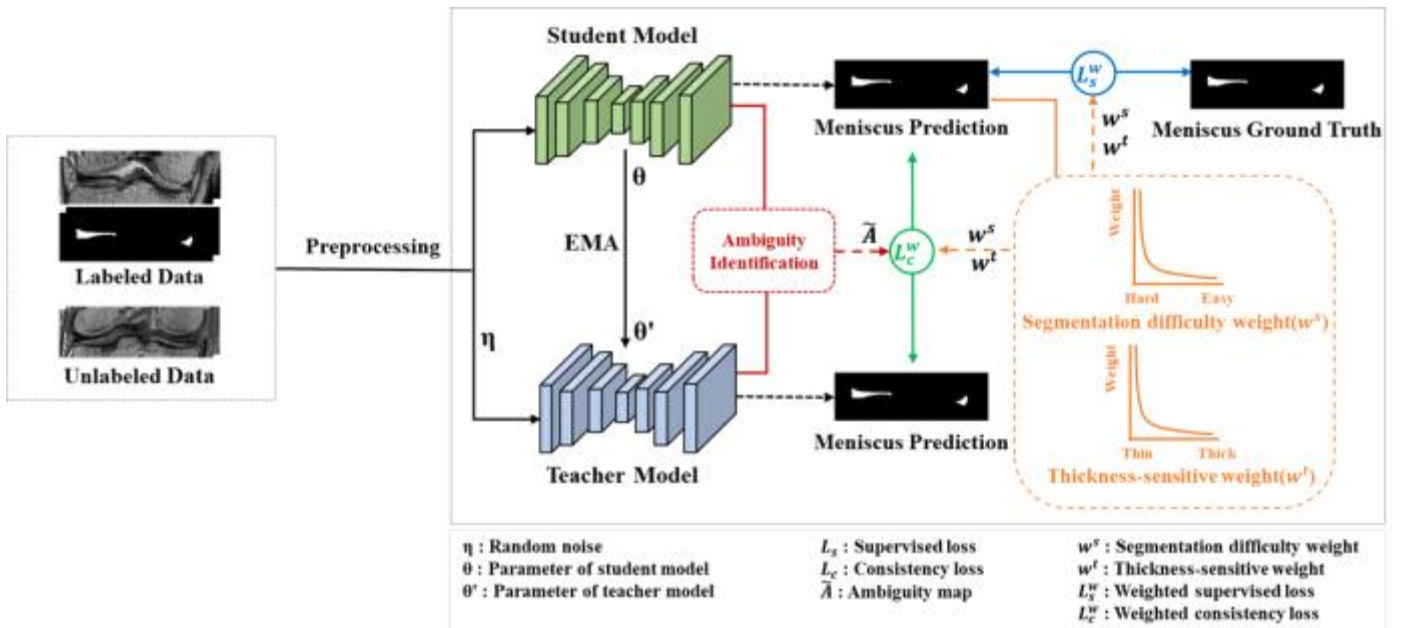 Student Model
Meniscus Prediction
L_s^w
w^s
w^t
Meniscus Ground Truth
Labeled Data
Unlabeled Data
Preprocessing
θ
EMA
θ'
η
Ambiguity
Identification
Ã
L_c^w
w^s
w^t
Weight
Hard Easy
Segmentation difficulty weight(w^s)
Weight
Thin Thick
Thickness-sensitive weight(w^t)
Meniscus Prediction
Teacher Model
η : Random noise
θ : Parameter of student model
θ' : Parameter of teacher model
L_s : Supervised loss
L_c : Consistency loss
Ã : Ambiguity map
w^s : Segmentation difficulty weight
w^t : Thickness-sensitive weight
L_s^w : Weighted supervised loss
L_c^w : Weighted consistency loss